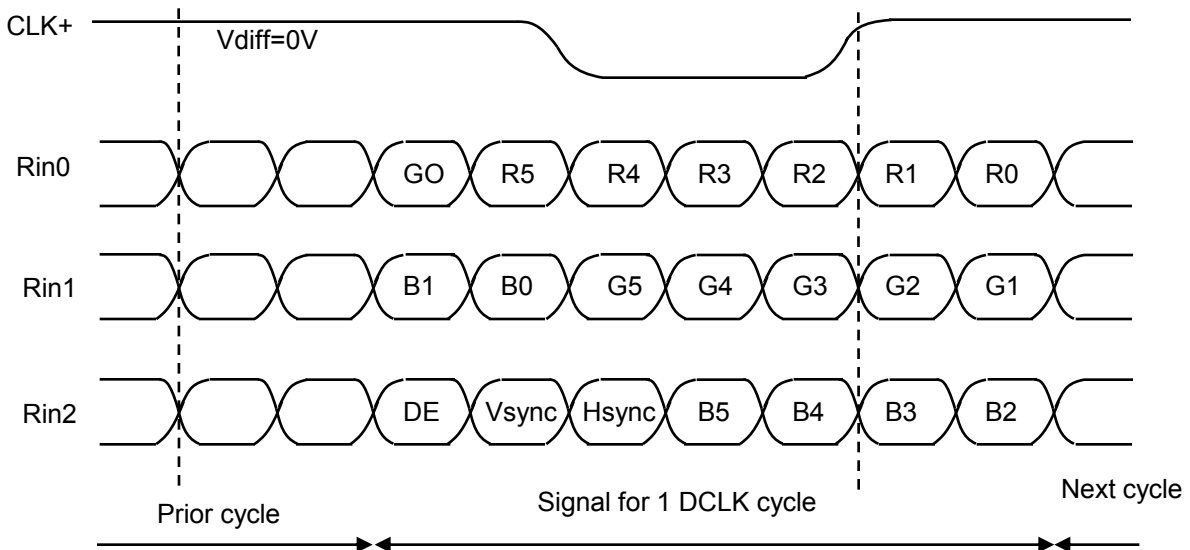 CLK+
Vdiff=0V
Rin0 GO R5 R4 R3 R2 R1 R0
Rin1 B1 B0 G5 G4 G3 G2 G1
Rin2 DE Vsync Hsync B5 B4 B3 B2
Prior cycle Signal for 1 DCLK cycle Next cycle